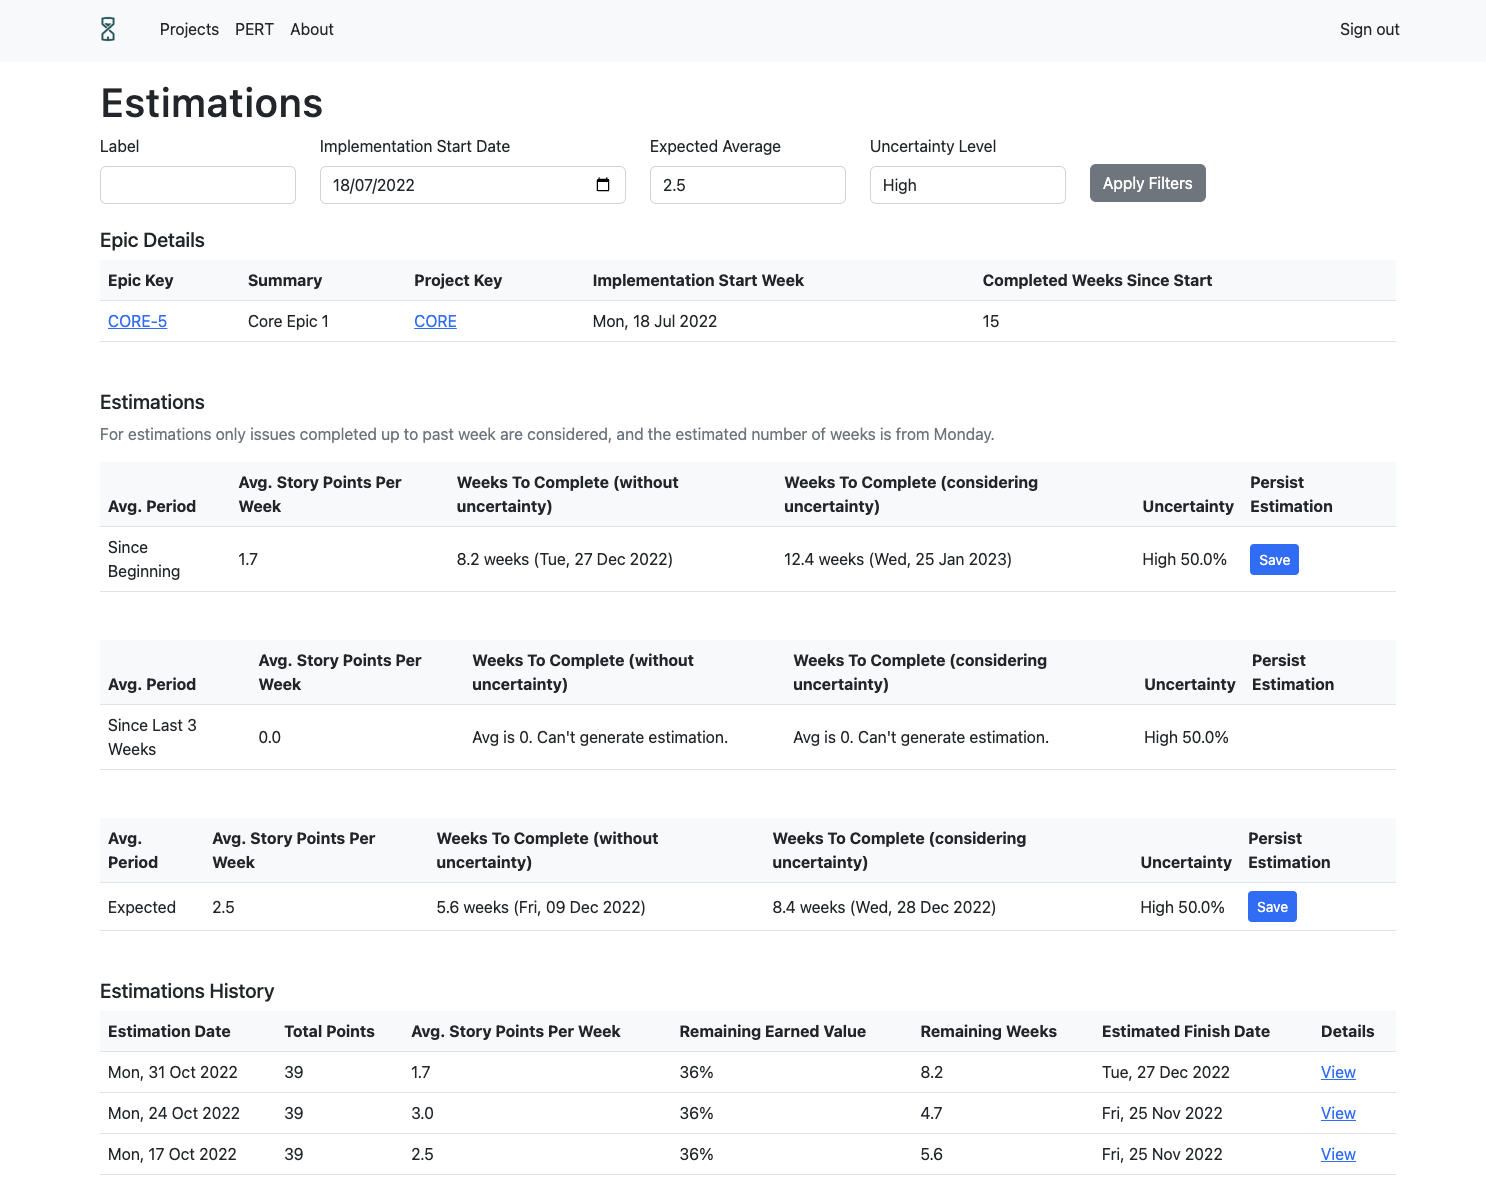 Projects PERT About Sign out
Estimations
Label Implementation Start Date Expected Average Uncertainty Level
18/07/2022 2.5 High Apply Filters
Epic Details
Epic Key Summary Project Key Implementation Start Week Completed Weeks Since Start
CORE-5 Core Epic 1 CORE Mon, 18 Jul 2022 15
Estimations
For estimations only issues completed up to past week are considered, and the estimated number of weeks is from Monday.
Avg. Period Avg. Story Points Per Week Weeks To Complete (without uncertainty) Weeks To Complete (considering uncertainty) Uncertainty Persist Estimation
Since Beginning 1.7 8.2 weeks (Tue, 27 Dec 2022) 12.4 weeks (Wed, 25 Jan 2023) High 50.0% Save
Avg. Period Avg. Story Points Per Week Weeks To Complete (without uncertainty) Weeks To Complete (considering uncertainty) Uncertainty Persist Estimation
Since Last 3 Weeks 0.0 Avg is 0. Can't generate estimation. Avg is 0. Can't generate estimation. High 50.0%
Avg. Period Avg. Story Points Per Week Weeks To Complete (without uncertainty) Weeks To Complete (considering uncertainty) Uncertainty Persist Estimation
Expected 2.5 5.6 weeks (Fri, 09 Dec 2022) 8.4 weeks (Wed, 28 Dec 2022) High 50.0% Save
Estimations History
Estimation Date Total Points Avg. Story Points Per Week Remaining Earned Value Remaining Weeks Estimated Finish Date Details
Mon, 31 Oct 2022 39 1.7 36% 8.2 Tue, 27 Dec 2022 View
Mon, 24 Oct 2022 39 3.0 36% 4.7 Fri, 25 Nov 2022 View
Mon, 17 Oct 2022 39 2.5 36% 5.6 Fri, 25 Nov 2022 View